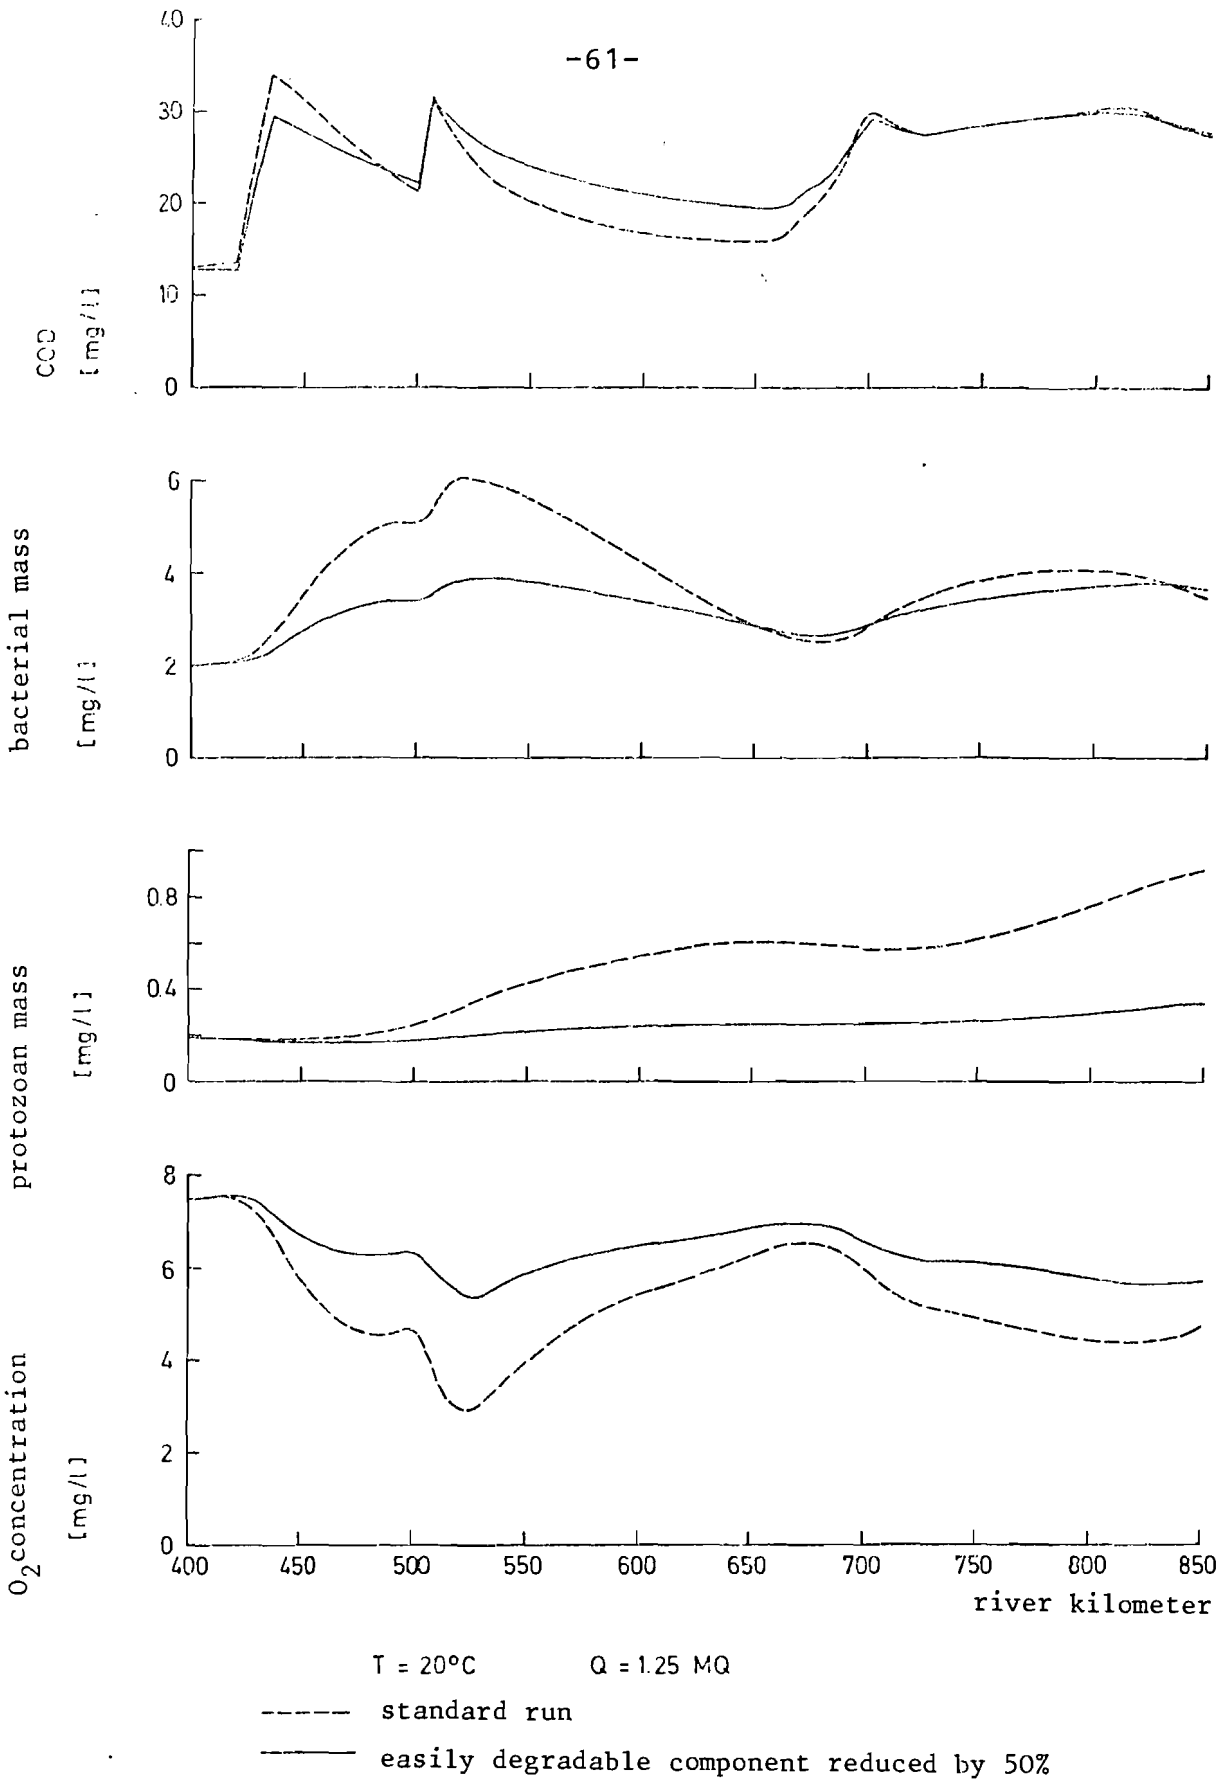 -61-
40
30
20
10
0
COD
[mg/l]
6
4
2
0
bacterial mass
[mg/l]
0.8
0.4
0
protozoan mass
[mg/l]
8
6
4
2
0
O₂concentration
[mg/l]
400 450 500 550 600 650 700 750 800 850
river kilometer
T = 20°C Q = 1.25 MQ
standard run
easily degradable component reduced by 50%